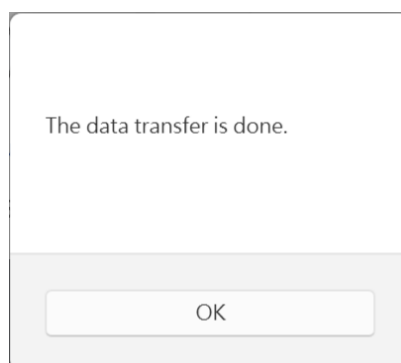 The data transfer is done.
OK